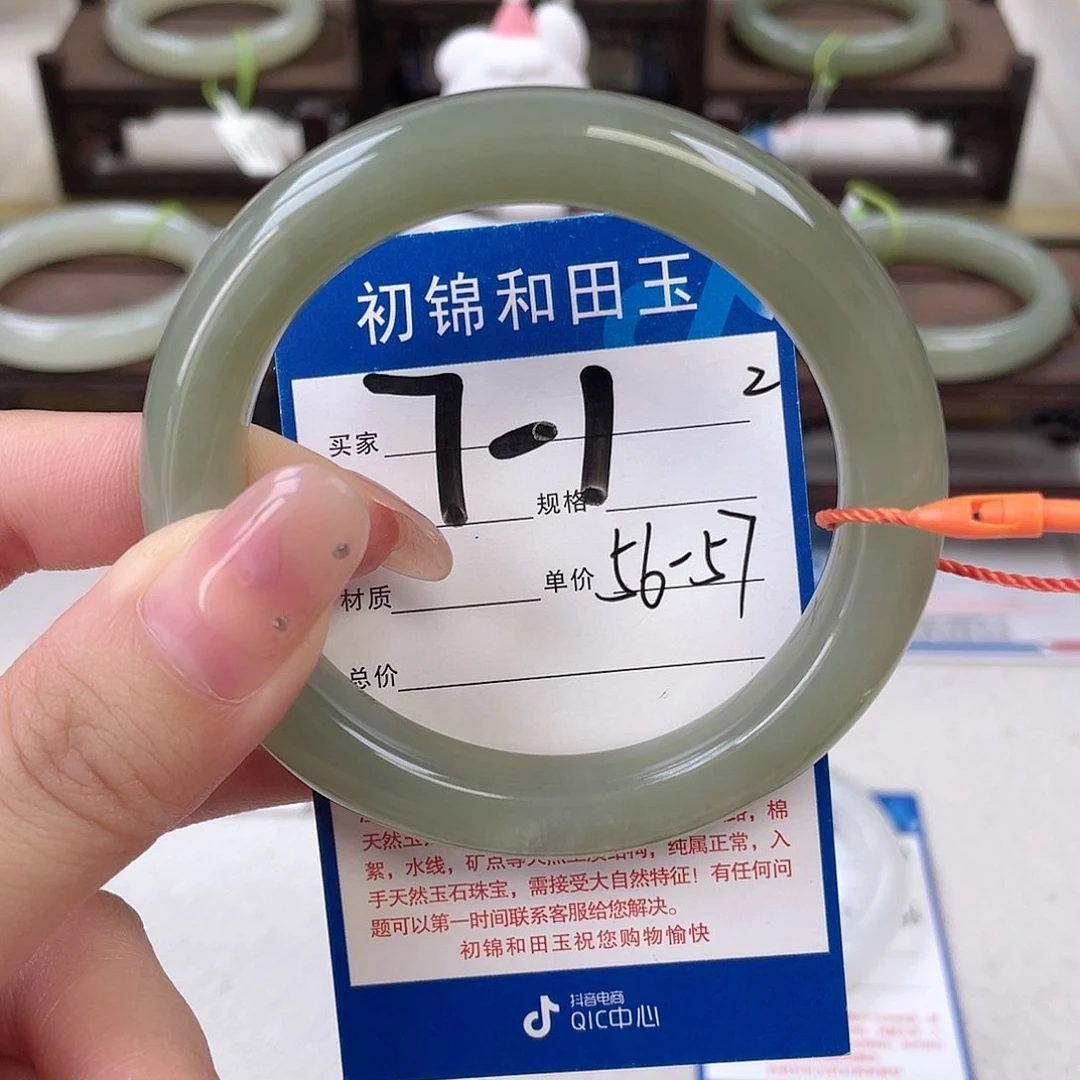 初锦和田玉
2
买家 7-1
规格
材质 单价 56-57
总价
棉
天然玉
絮，水线，矿点等天然玉质结构，纯属正常，入
手天然玉石珠宝，需接受大自然特征！有任何问
题可以第一时间联系客服给您解决。
初锦和田玉祝您购物愉快
抖音电商
QIC中心